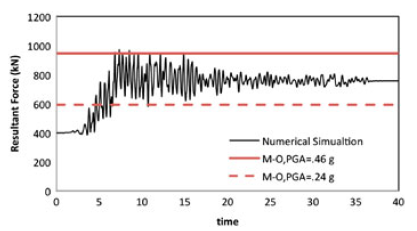 1200
1000
800
600
400
200
0
Resultant Force (kN)
Numerical Simualtion
M-O,PGA=.46 g
M-O,PGA=.24 g
0 5 10 15 20 25 30 35 40
time